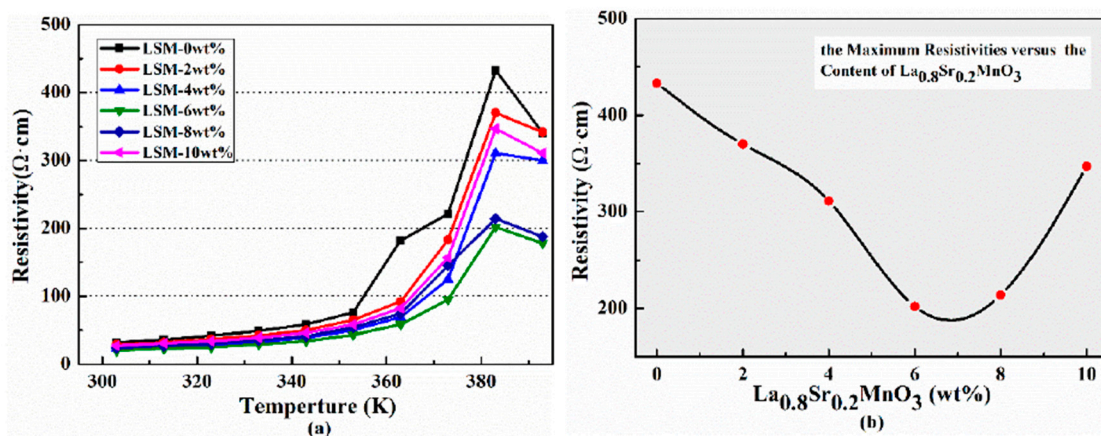 500
400
300
200
100
0
Resistivity(Ω·cm)
LSM-0wt%
LSM-2wt%
LSM-4wt%
LSM-6wt%
LSM-8wt%
LSM-10wt%
300 320 340 360 380
Temperture (K)
(a)
500
400
300
200
Resistivity (Ω·cm)
the Maximum Resistivities versus the
Content of La0.8Sr0.2MnO3
0 2 4 6 8 10
La0.8Sr0.2MnO3 (wt%)
(b)